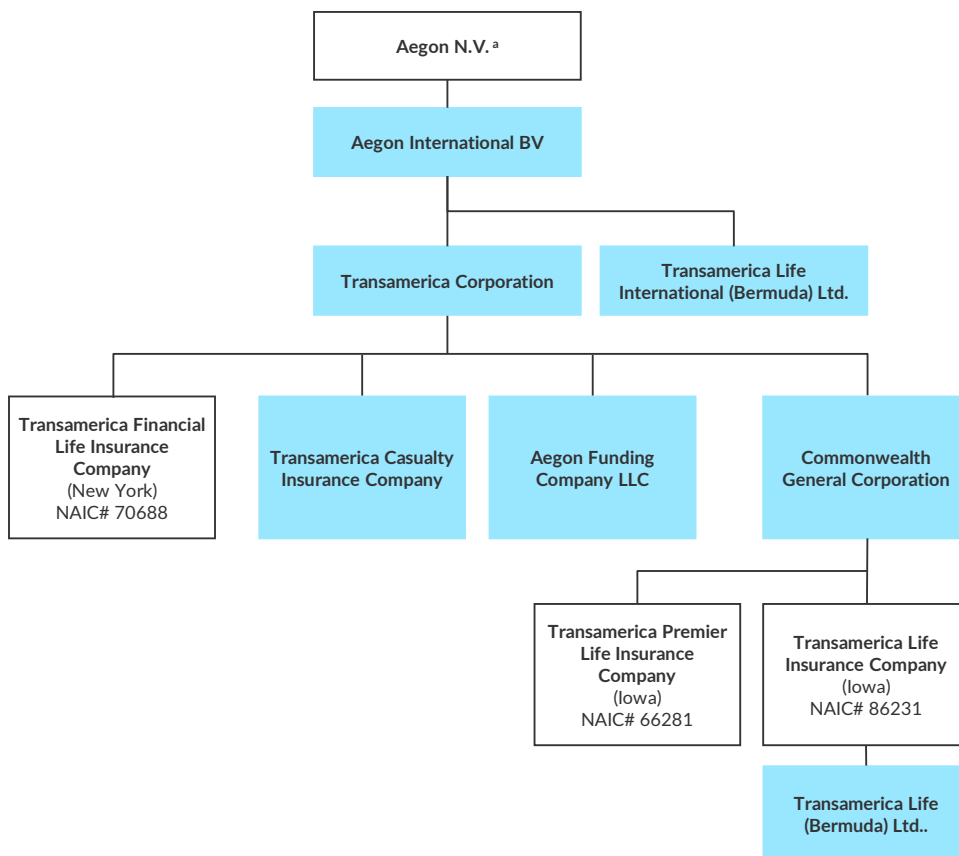 Aegon N.V. a
Aegon International BV
Transamerica Corporation
Transamerica Life
International (Bermuda) Ltd.
Transamerica Financial
Life Insurance
Company
(New York)
NAIC# 70688
Transamerica Casualty
Insurance Company
Aegon Funding
Company LLC
Commonwealth
General Corporation
Transamerica Premier
Life Insurance
Company
(Iowa)
NAIC# 66281
Transamerica Life
Insurance Company
(Iowa)
NAIC# 86231
Transamerica Life
(Bermuda) Ltd..